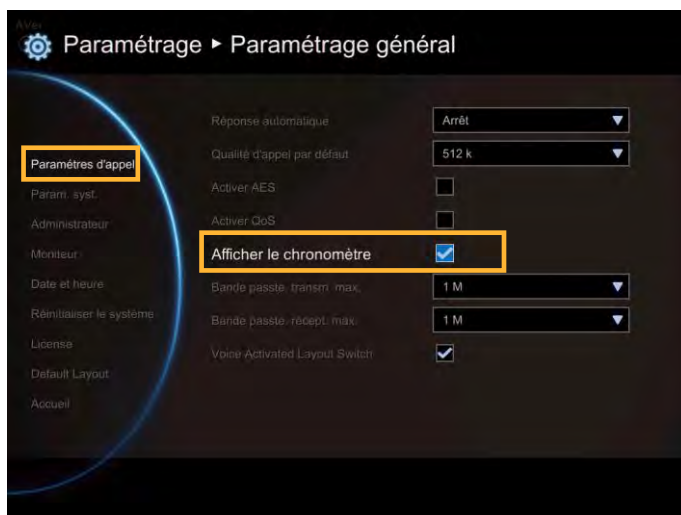 AVer
Paramétrage ► Paramétrage général
Réponse automatique
Arrêt
Qualité d'appel par défaut
512 k
Paramétres d'appel
Param. syst.
Activer AES
Administrateur
Activer QoS
Moniteur
Afficher le chronomètre
Date et heure
Bande passte. transm. max.
1 M
Réinitialiser le système
Bande passte. récept. max.
1 M
License
Voice Activated Layout Switch
Default Layout
Accueil